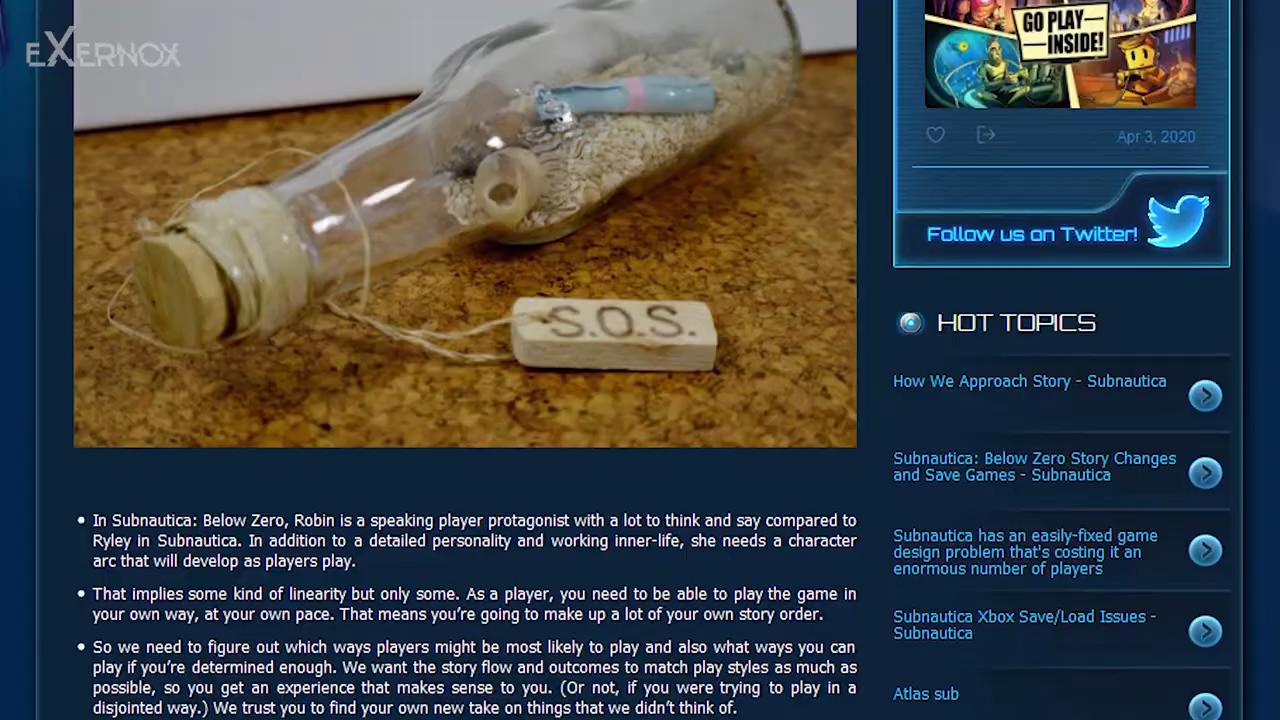 EXERNOX
GO PLAY—
—INSIDE!
Apr 3, 2020
Follow us on Twitter!
S.O.S.
HOT TOPICS
How We Approach Story - Subnautica
Subnautica: Below Zero Story Changes
and Save Games - Subnautica
Subnautica has an easily-fixed game
design problem that's costing it an
enormous number of players
Subnautica Xbox Save/Load Issues -
Subnautica
Atlas sub
• In Subnautica: Below Zero, Robin is a speaking player protagonist with a lot to think and say compared to
Ryley in Subnautica. In addition to a detailed personality and working inner-life, she needs a character
arc that will develop as players play.
• That implies some kind of linearity but only some. As a player, you need to be able to play the game in
your own way, at your own pace. That means you’re going to make up a lot of your own story order.
• So we need to figure out which ways players might be most likely to play and also what ways you can
play if you’re determined enough. We want the story flow and outcomes to match play styles as much as
possible, so you get an experience that makes sense to you. (Or not, if you were trying to play in a
disjointed way.) We trust you to find your own new take on things that we didn’t think of.